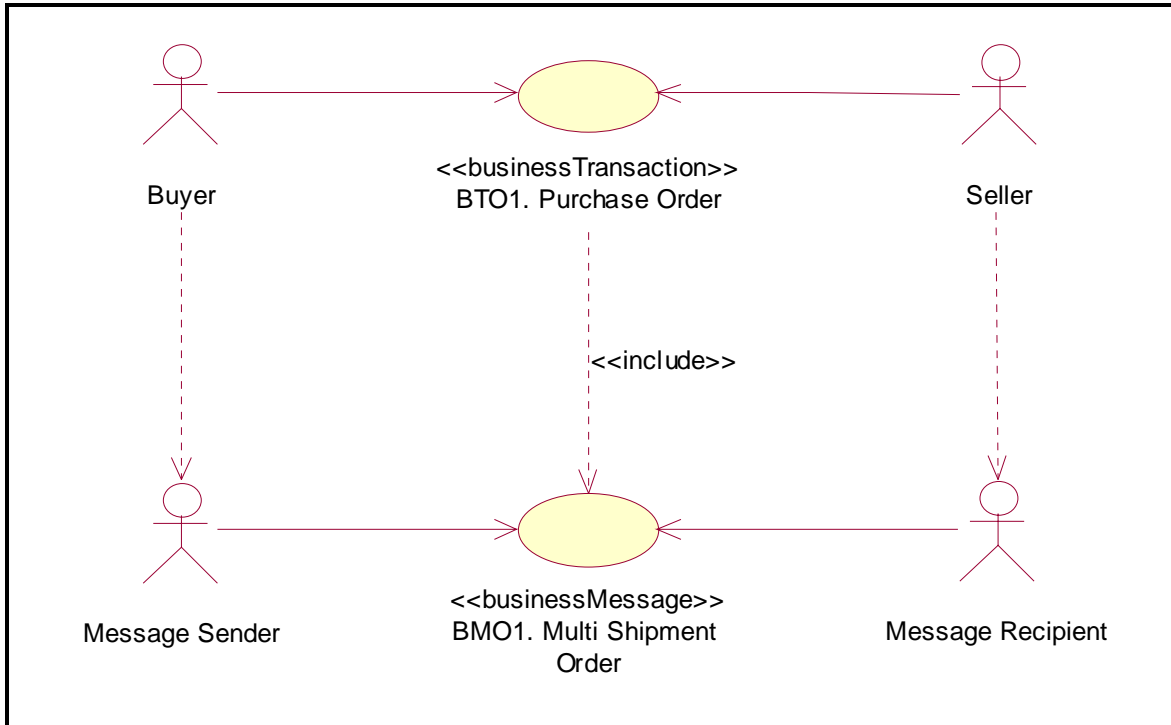 <<businessTransaction>>
BTO1. Purchase Order
Buyer
Seller
<<include>>
<<businessMessage>>
BMO1. Multi Shipment
Order
Message Sender
Message Recipient